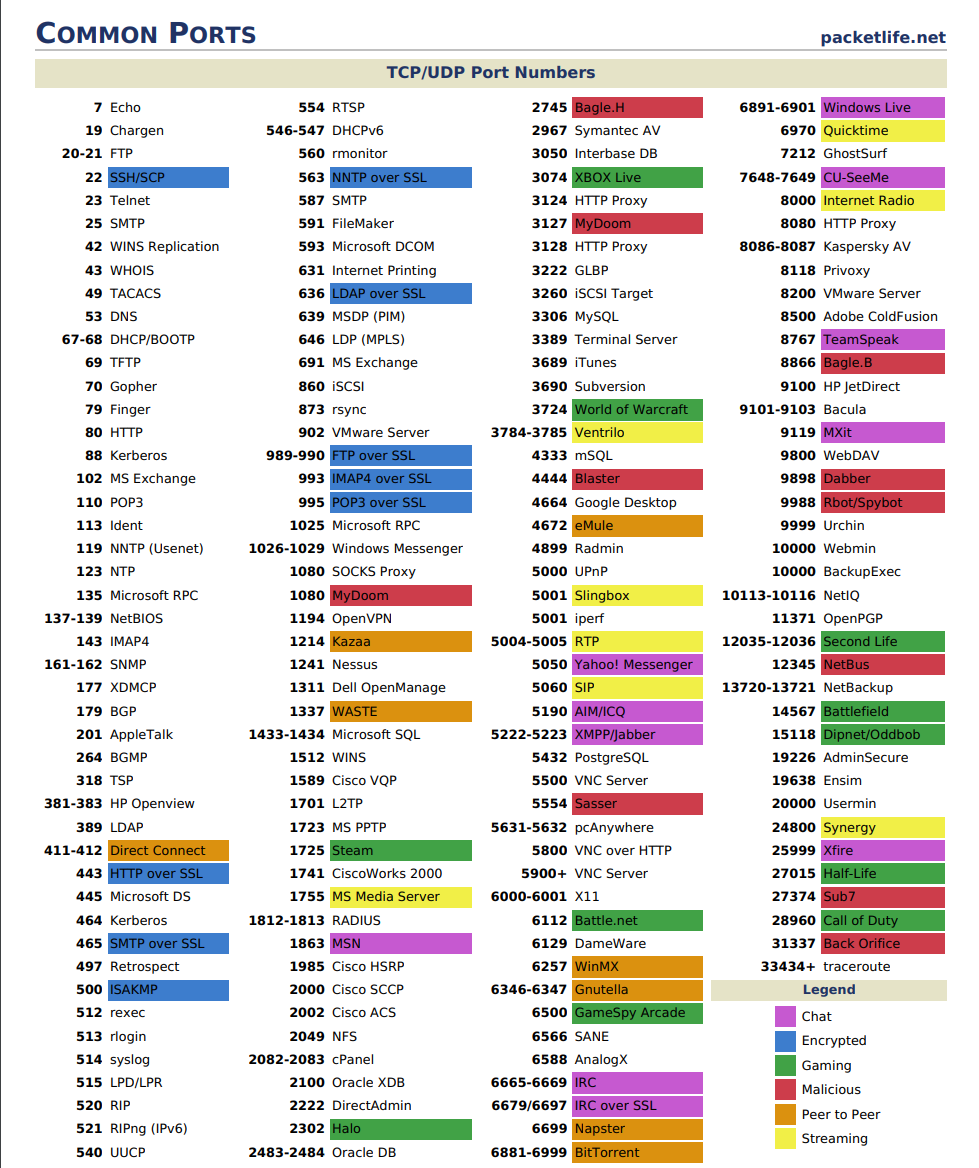 COMMON PORTS
packetlife.net
TCP/UDP Port Numbers
7 Echo
19 Chargen
20-21 FTP
22 SSH/SCP
23 Telnet
25 SMTP
42 WINS Replication
43 WHOIS
49 TACACS
53 DNS
67-68 DHCP/BOOTP
69 TFTP
70 Gopher
79 Finger
80 HTTP
88 Kerberos
102 MS Exchange
110 POP3
113 Ident
119 NNTP (Usenet)
123 NTP
135 Microsoft RPC
137-139 NetBIOS
143 IMAP4
161-162 SNMP
177 XDMCP
179 BGP
201 AppleTalk
264 BGMP
318 TSP
381-383 HP Openview
389 LDAP
411-412 Direct Connect
443 HTTP over SSL
445 Microsoft DS
464 Kerberos
465 SMTP over SSL
497 Retrospect
500 ISAKMP
512 rexec
513 rlogin
514 syslog
515 LPD/LPR
520 RIP
521 RIPng (IPv6)
540 UUCP
554 RTSP
546-547 DHCPv6
560 rmonitor
563 NNTP over SSL
587 SMTP
591 FileMaker
593 Microsoft DCOM
631 Internet Printing
636 LDAP over SSL
639 MSDP (PIM)
646 LDP (MPLS)
691 MS Exchange
860 iSCSI
873 rsync
902 VMware Server
989-990 FTP over SSL
993 IMAP4 over SSL
995 POP3 over SSL
1025 Microsoft RPC
1026-1029 Windows Messenger
1080 SOCKS Proxy
1080 MyDoom
1194 OpenVPN
1214 Kazaa
1241 Nessus
1311 Dell OpenManage
1337 WASTE
1433-1434 Microsoft SQL
1512 WINS
1589 Cisco VQP
1701 L2TP
1723 MS PPTP
1725 Steam
1741 CiscoWorks 2000
1755 MS Media Server
1812-1813 RADIUS
1863 MSN
1985 Cisco HSRP
2000 Cisco SCCP
2002 Cisco ACS
2049 NFS
2082-2083 cPanel
2100 Oracle XDB
2222 DirectAdmin
2302 Halo
2483-2484 Oracle DB
2745 Bagle.H
2967 Symantec AV
3050 Interbase DB
3074 XBOX Live
3124 HTTP Proxy
3127 MyDoom
3128 HTTP Proxy
3222 GLBP
3260 iSCSI Target
3306 MySQL
3389 Terminal Server
3689 iTunes
3690 Subversion
3724 World of Warcraft
3784-3785 Ventrilo
4333 mSQL
4444 Blaster
4664 Google Desktop
4672 eMule
4899 Radmin
5000 UPnP
5001 Slingbox
5001 iperf
5004-5005 RTP
5050 Yahoo! Messenger
5060 SIP
5190 AIM/ICQ
5222-5223 XMPP/Jabber
5432 PostgreSQL
5500 VNC Server
5554 Sasser
5631-5632 pcAnywhere
5800 VNC over HTTP
5900+ VNC Server
6000-6001 X11
6112 Battle.net
6129 DameWare
6257 WinMX
6346-6347 Gnutella
6500 GameSpy Arcade
6566 SANE
6588 AnalogX
6665-6669 IRC
6679/6697 IRC over SSL
6699 Napster
6881-6999 BitTorrent
6891-6901 Windows Live
6970 Quicktime
7212 GhostSurf
7648-7649 CU-SeeMe
8000 Internet Radio
8080 HTTP Proxy
8086-8087 Kaspersky AV
8118 Privoxy
8200 VMware Server
8500 Adobe ColdFusion
8767 TeamSpeak
8866 Bagle.B
9100 HP JetDirect
9101-9103 Bacula
9119 MXit
9800 WebDAV
9898 Dabber
9988 Rbot/Spybot
9999 Urchin
10000 Webmin
10000 BackupExec
10113-10116 NetIQ
11371 OpenPGP
12035-12036 Second Life
12345 NetBus
13720-13721 NetBackup
14567 Battlefield
15118 Dipnet/Oddbob
19226 AdminSecure
19638 Ensim
20000 Usermin
24800 Synergy
25999 Xfire
27015 Half-Life
27374 Sub7
28960 Call of Duty
31337 Back Orifice
33434+ traceroute
Legend
Chat
Encrypted
Gaming
Malicious
Peer to Peer
Streaming